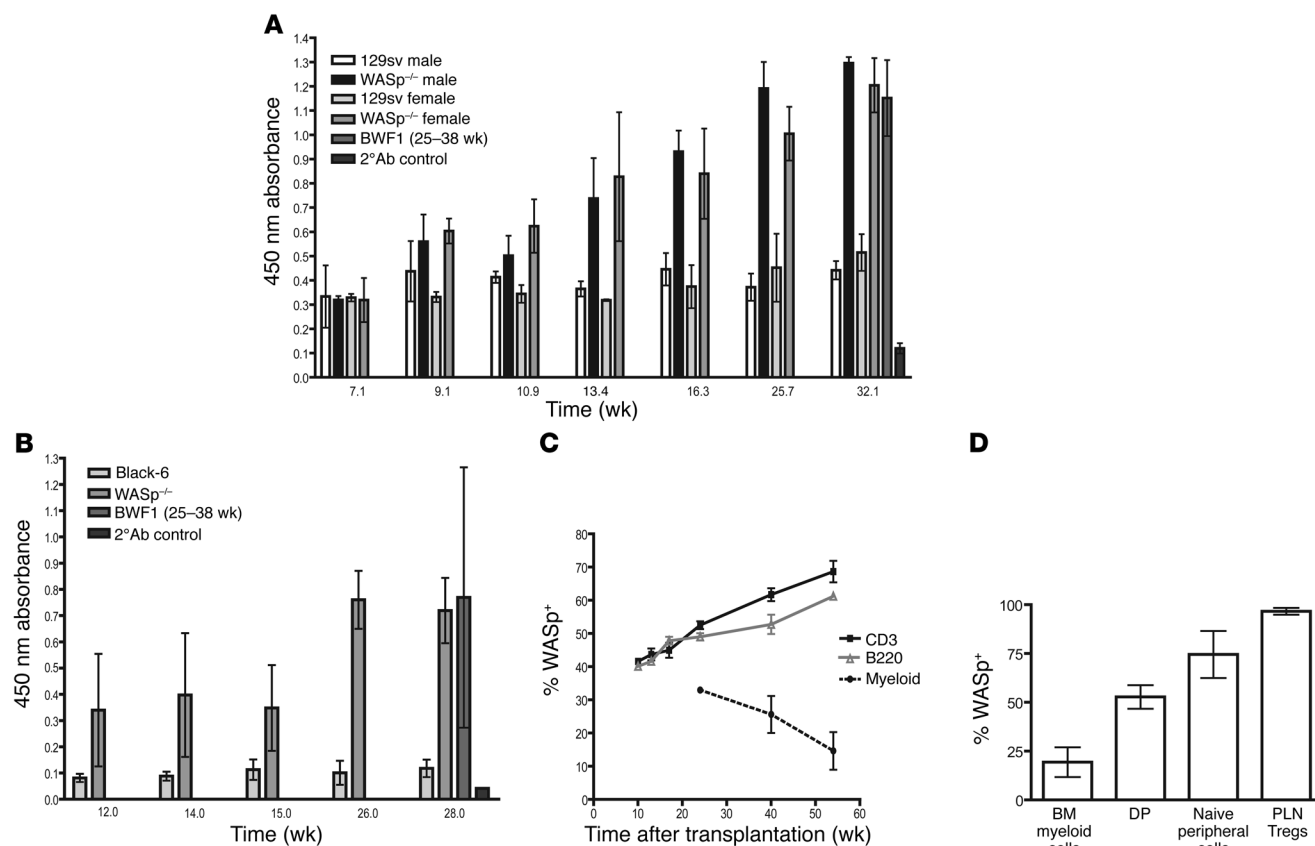 A
1.4
1.3
1.2
1.1
1.0
0.9
0.8
0.7
0.6
0.5
0.4
0.3
0.2
0.1
0.0
450 nm absorbance
129sv male
WASp–/– male
129sv female
WASp–/– female
BWF1 (25–38 wk)
2°Ab control
7.1 9.1 10.9 13.4 16.3 25.7 32.1
Time (wk)
B
1.3
1.2
1.1
1.0
0.9
0.8
0.7
0.6
0.5
0.4
0.3
0.2
0.1
0.0
450 nm absorbance
Black-6
WASp–/–
BWF1 (25–38 wk)
2°Ab control
12.0 14.0 15.0 26.0 28.0
Time (wk)
C
80
70
60
50
40
30
20
10
0
% WASp+
CD3
B220
Myeloid
0 10 20 30 40 50 60
Time after transplantation (wk)
D
100
75
50
25
0
% WASp+
BM
myeloid
DP
Naive
peripheral
PLN
Tregs